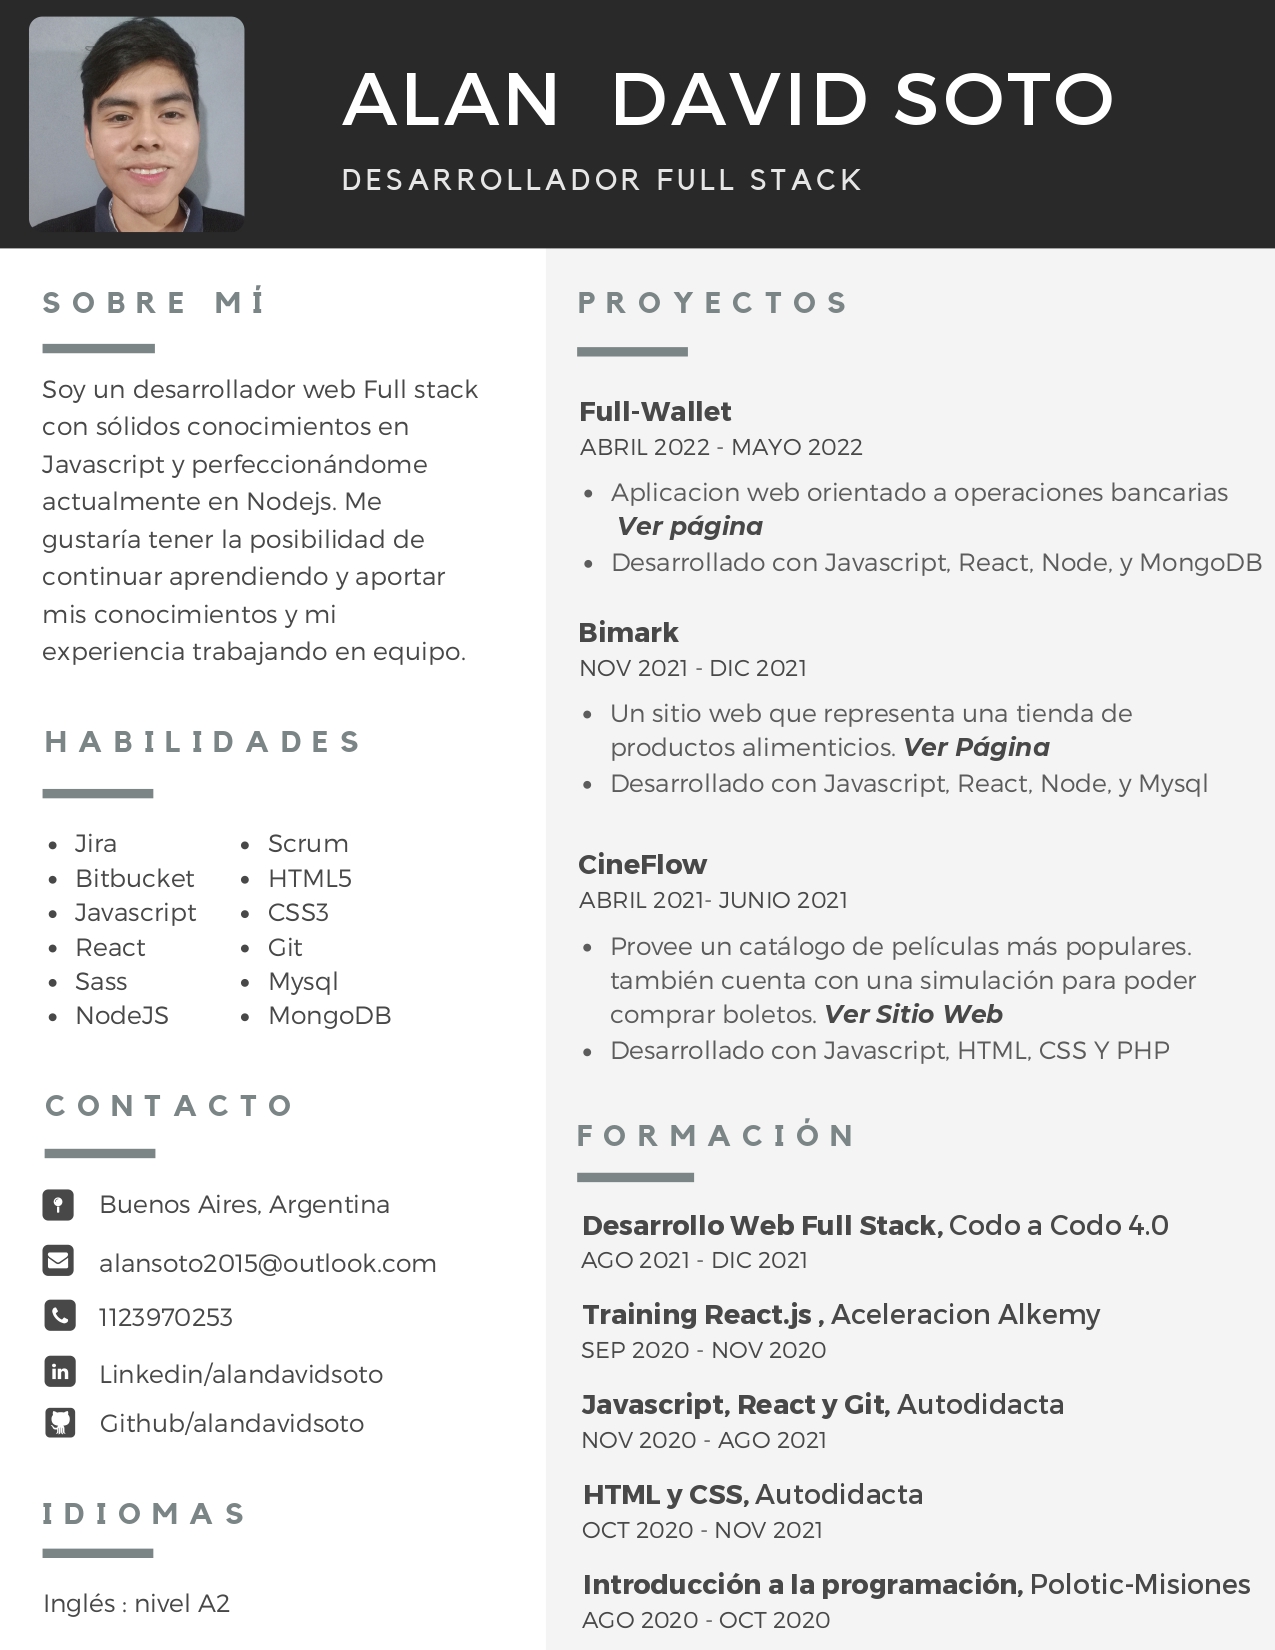 ALAN DAVID SOTO
DESARROLLADOR FULL STACK
SOBRE MÍ
Soy un desarrollador web Full stack
con sólidos conocimientos en
Javascript y perfeccionándome
actualmente en Nodejs. Me
gustaría tener la posibilidad de
continuar aprendiendo y aportar
mis conocimientos y mi
experiencia trabajando en equipo.
HABILIDADES
Jira
Bitbucket
Javascript
React
Sass
NodeJS
Scrum
HTML5
CSS3
Git
Mysql
MongoDB
CONTACTO
Buenos Aires, Argentina
alansoto2015@outlook.com
1123970253
Linkedin/alandavidsoto
Github/alandavidsoto
IDIOMAS
Inglés : nivel A2
PROYECTOS
Full-Wallet
ABRIL 2022 - MAYO 2022
Aplicacion web orientado a operaciones bancarias
Ver página
Desarrollado con Javascript, React, Node, y MongoDB
Bimark
NOV 2021 - DIC 2021
Un sitio web que representa una tienda de
productos alimenticios. Ver Página
Desarrollado con Javascript, React, Node, y Mysql
CineFlow
ABRIL 2021- JUNIO 2021
Provee un catálogo de películas más populares.
también cuenta con una simulación para poder
comprar boletos. Ver Sitio Web
Desarrollado con Javascript, HTML, CSS Y PHP
FORMACIÓN
Desarrollo Web Full Stack, Codo a Codo 4.0
AGO 2021 - DIC 2021
Training React.js , Aceleracion Alkemy
SEP 2020 - NOV 2020
Javascript, React y Git, Autodidacta
NOV 2020 - AGO 2021
HTML y CSS, Autodidacta
OCT 2020 - NOV 2021
Introducción a la programación, Polotic-Misiones
AGO 2020 - OCT 2020